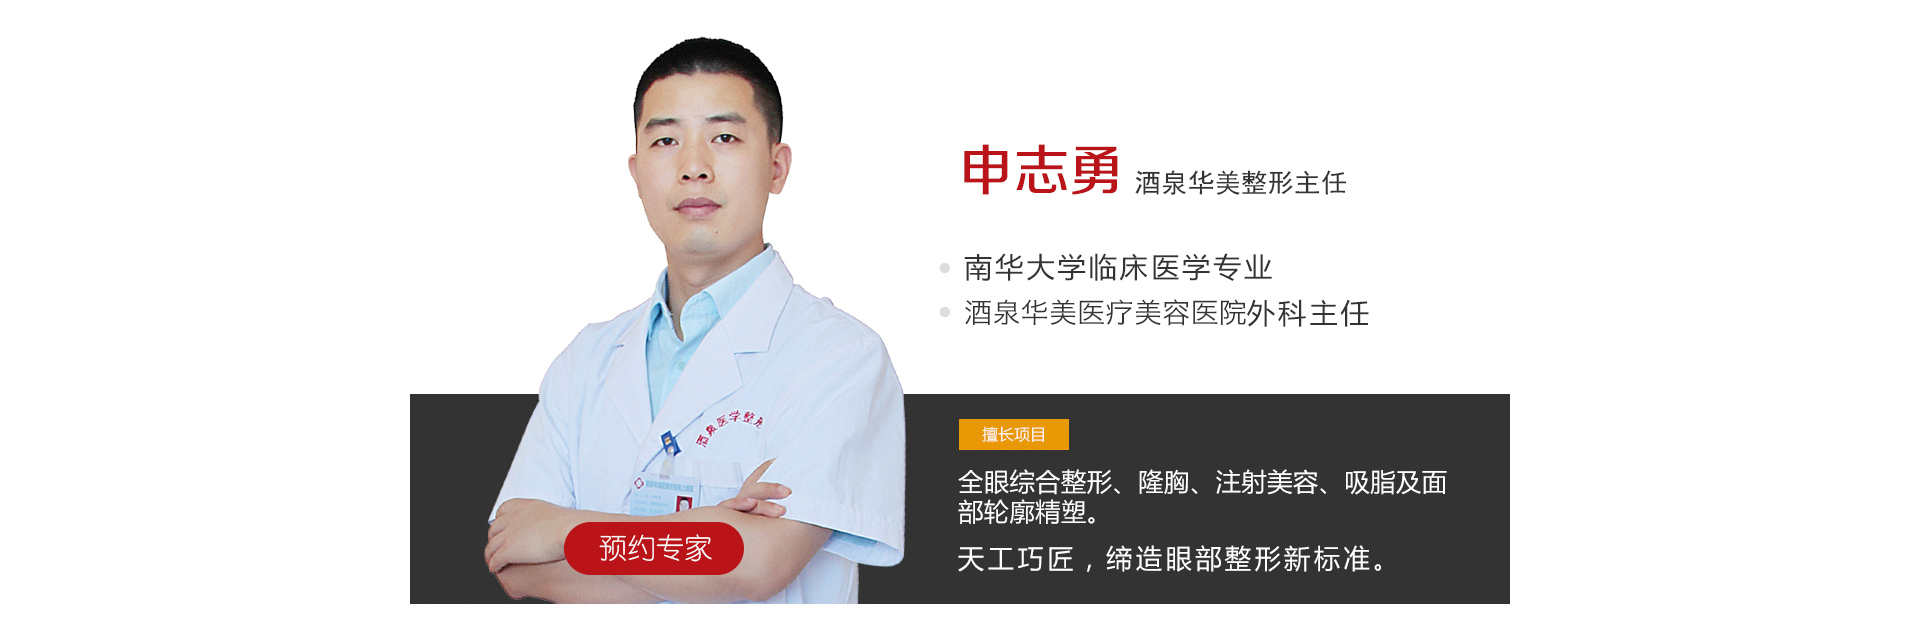 申志勇 酒泉华美整形主任
南华大学临床医学专业
酒泉华美医疗美容医院外科主任
酒泉医学整形
擅长项目
全眼综合整形、隆胸、注射美容、吸脂及面
部轮廓精塑。
天工巧匠，缔造眼部整形新标准。
预约专家